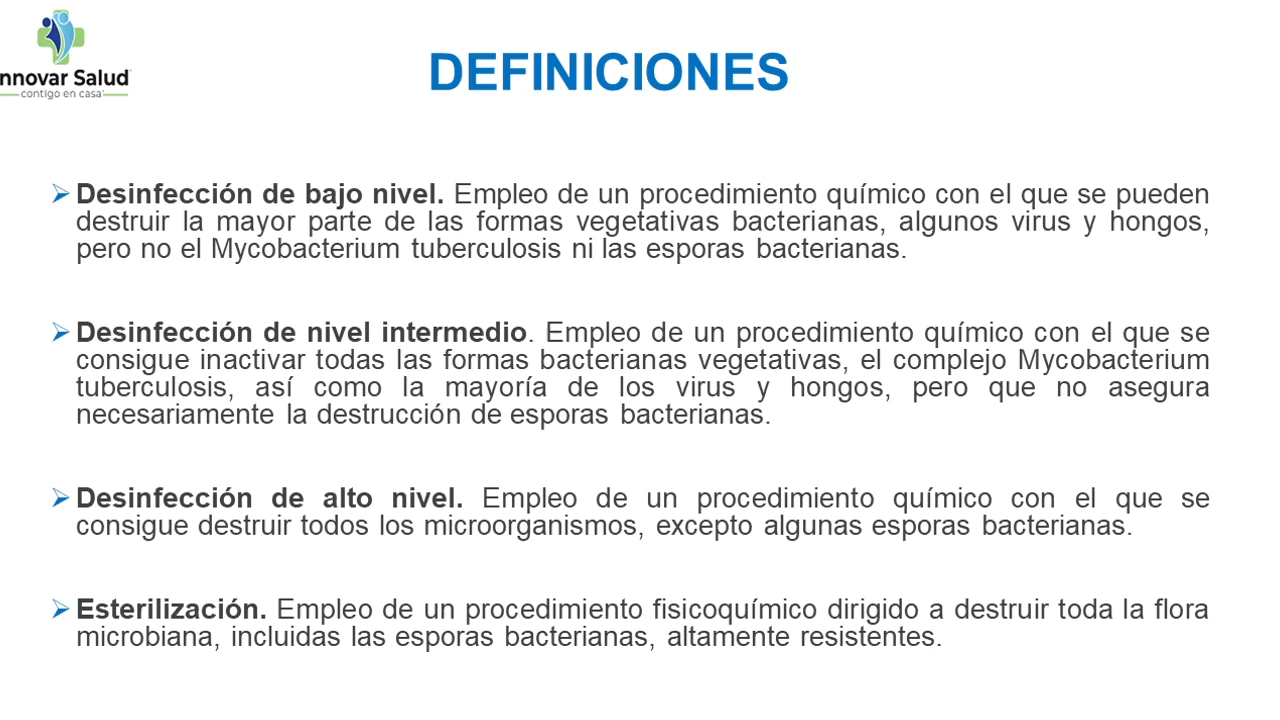 nnovar Salud
contigo en casa
DEFINICIONES
➢ Desinfección de bajo nivel. Empleo de un procedimiento químico con el que se pueden
destruir la mayor parte de las formas vegetativas bacterianas, algunos virus y hongos,
pero no el Mycobacterium tuberculosis ni las esporas bacterianas.
➢ Desinfección de nivel intermedio. Empleo de un procedimiento químico con el que se
consigue inactivar todas las formas bacterianas vegetativas, el complejo Mycobacterium
tuberculosis, así como la mayoría de los virus y hongos, pero que no asegura
necesariamente la destrucción de esporas bacterianas.
➢ Desinfección de alto nivel. Empleo de un procedimiento químico con el que se
consigue destruir todos los microorganismos, excepto algunas esporas bacterianas.
➢ Esterilización. Empleo de un procedimiento fisicoquímico dirigido a destruir toda la flora
microbiana, incluidas las esporas bacterianas, altamente resistentes.